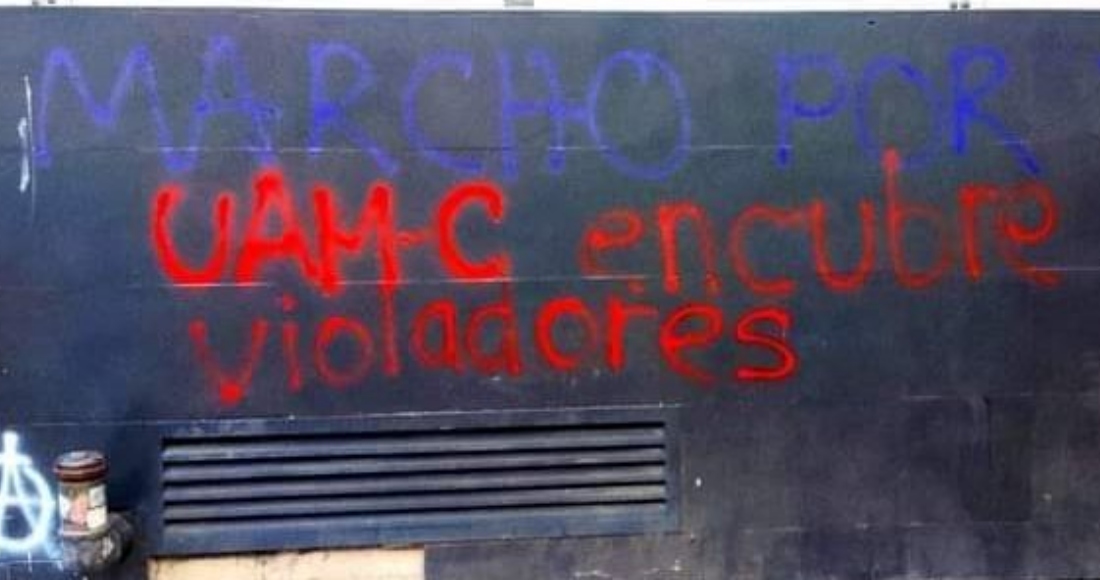 MARCHO POR
UAM-C encubre
violadores